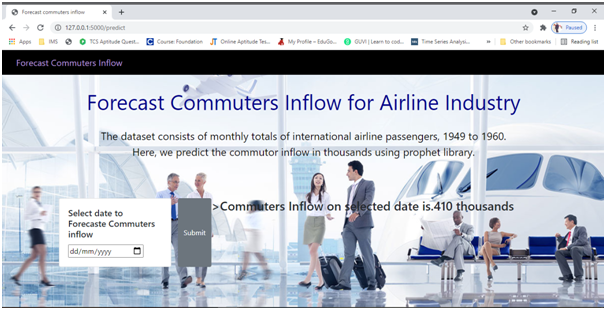 Forecast commuters inflow
127.0.0.1:5000/predict
Paused
Apps
IMS
TCS Aptitude Quest...
Course: Foundation
Online Aptitude Tes...
My Profile – EduGo...
GUVI | Learn to cod...
Time Series Analysi...
»
Other bookmarks
Reading list
Forecast Commuters Inflow
Forecast Commuters Inflow for Airline Industry
The dataset consists of monthly totals of international airline passengers, 1949 to 1960.
Here, we predict the commutor inflow in thousands using prophet library.
Select date to
Forecaste Commuters
inflow
dd/mm/yyyy
Submit
>Commuters Inflow on selected date is.410 thousands